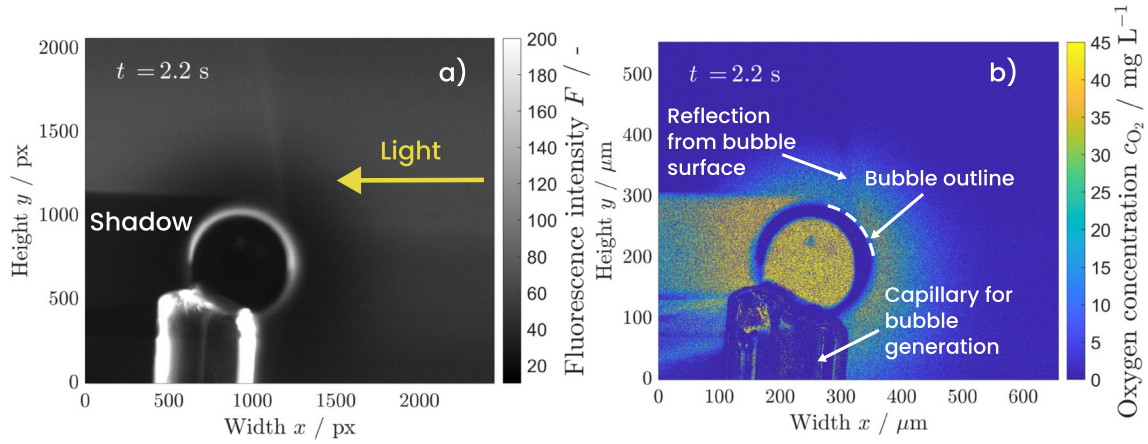 t = 2.2 s
a)
Light
Shadow
2000
1500
1000
500
0
Height y / px
0
500
1000
1500
2000
Width x / px
200
180
160
140
120
100
80
60
40
20
Fluorescence intensity F / -
t = 2.2 s
b)
Reflection
from bubble
surface
Bubble outline
Capillary for
bubble
generation
500
400
300
200
100
0
Height y / μm
0
100
200
300
400
500
600
Width x / μm
45
40
35
30
25
20
15
10
5
0
Oxygen concentration cO₂ / mg L⁻¹